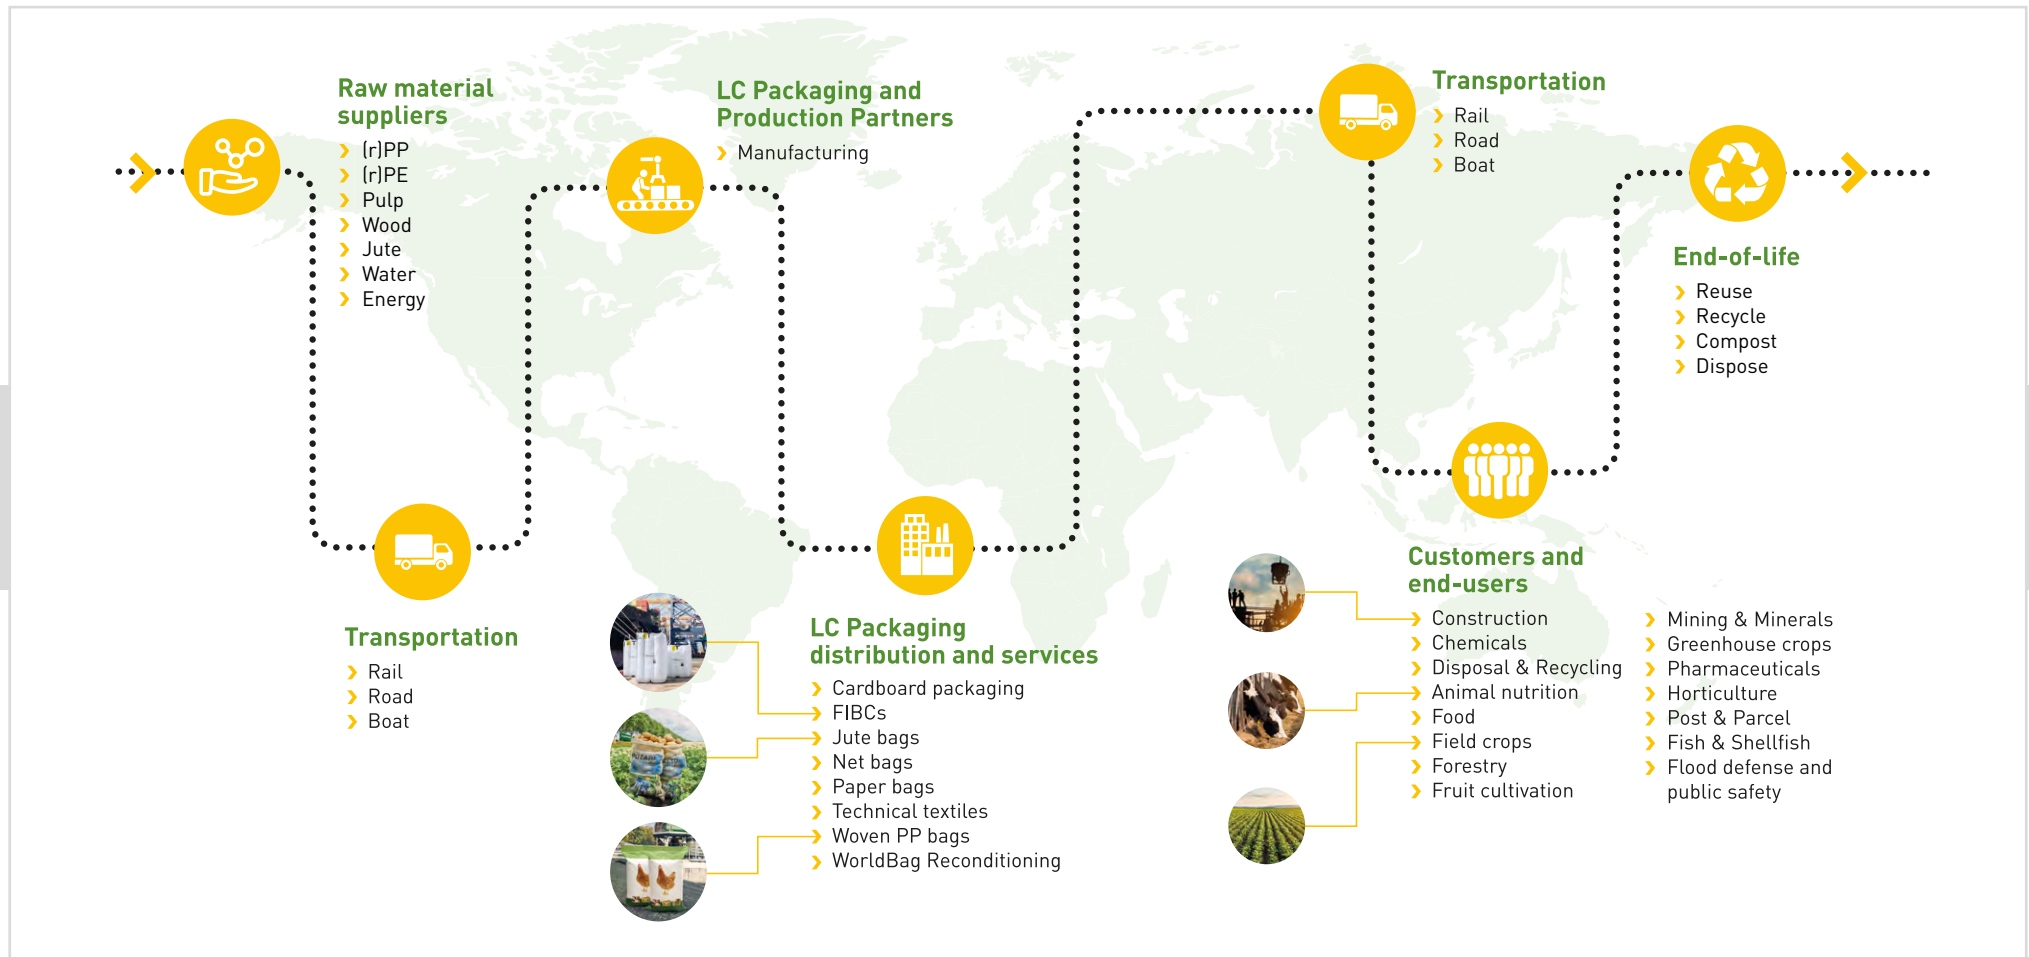 Raw material
suppliers
(r)PP
(r)PE
Pulp
Wood
Jute
Water
Energy
Transportation
Rail
Road
Boat
LC Packaging and
Production Partners
Manufacturing
LC Packaging
distribution and services
Cardboard packaging
FIBCs
Jute bags
Net bags
Paper bags
Technical textiles
Woven PP bags
WorldBag Reconditioning
Transportation
Rail
Road
Boat
Customers and
end-users
Construction
Chemicals
Disposal & Recycling
Animal nutrition
Food
Field crops
Forestry
Fruit cultivation
Mining & Minerals
Greenhouse crops
Pharmaceuticals
Horticulture
Post & Parcel
Fish & Shellfish
Flood defense and
public safety
End-of-life
Reuse
Recycle
Compost
Dispose